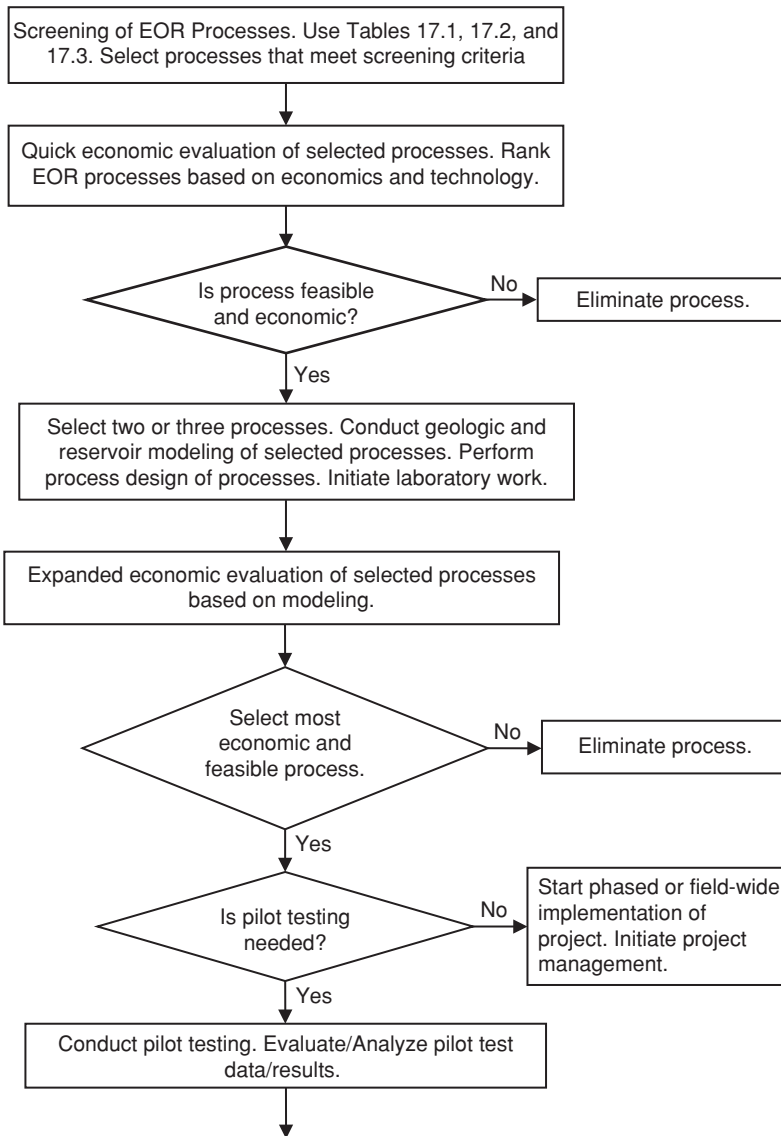 Screening of EOR Processes. Use Tables 17.1, 17.2, and
17.3. Select processes that meet screening criteria
Quick economic evaluation of selected processes. Rank
EOR processes based on economics and technology.
Is process feasible
and economic?
No
Eliminate process.
Yes
Select two or three processes. Conduct geologic and
reservoir modeling of selected processes. Perform
process design of processes. Initiate laboratory work.
Expanded economic evaluation of selected processes
based on modeling.
Select most
economic and
feasible process.
No
Eliminate process.
Yes
Is pilot testing
needed?
No
Start phased or field-wide
implementation of
project. Initiate project
management.
Yes
Conduct pilot testing. Evaluate/Analyze pilot test
data/results.